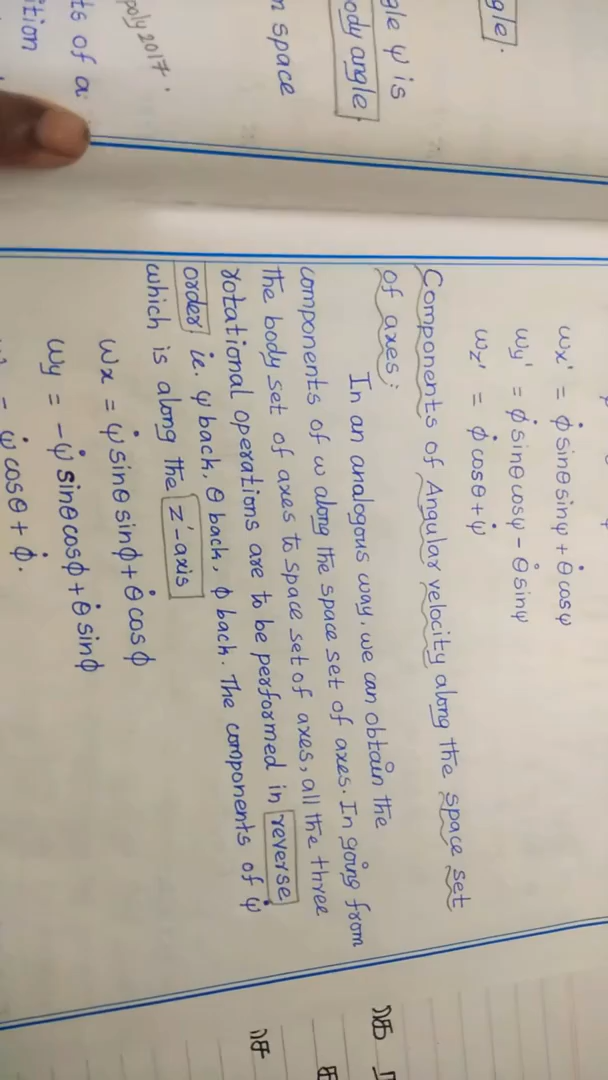 gle.
gle ψ is
ody angle
n space
poly 2017.
ts of a
ition
ωx' = φ̇ sinθ sinψ + θ̇ cosψ
ωy' = φ̇ sinθ cosψ - θ̇ sinψ
ωz' = φ̇ cosθ + ψ̇
Components of Angular velocity along the space set
of axes:
In an analogous way, we can obtain the
components of ω along the space set of axes. In going from
the body set of axes to space set of axes, all the three
rotational operations are to be performed in reverse
order ie. ψ back, θ back, φ back. The components of ψ̇
which is along the z'-axis
ωx = ψ̇ sinθ sinφ + θ̇ cosφ
ωy = -ψ̇ sinθ cosφ + θ̇ sinφ
= ψ̇ cosθ + φ̇.